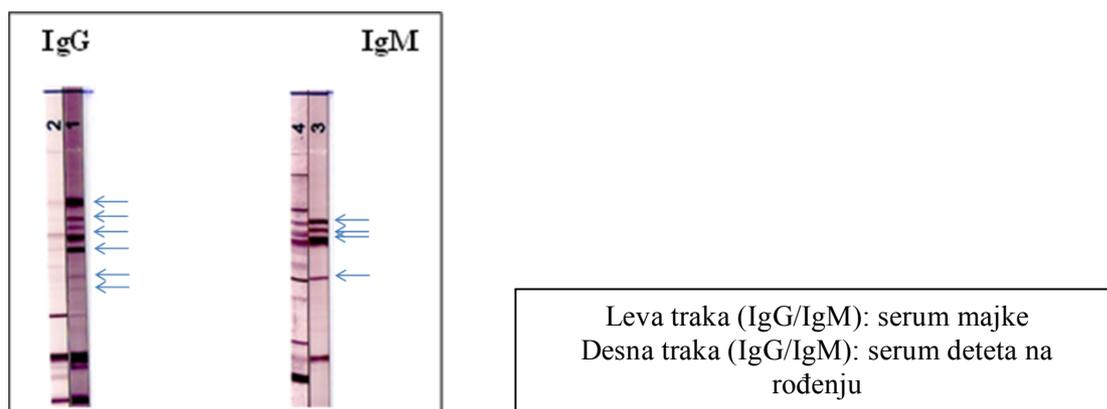 IgG IgM
2 1 4 3
Leva traka (IgG/IgM): serum majke
Desna traka (IgG/IgM): serum deteta na
rođenju